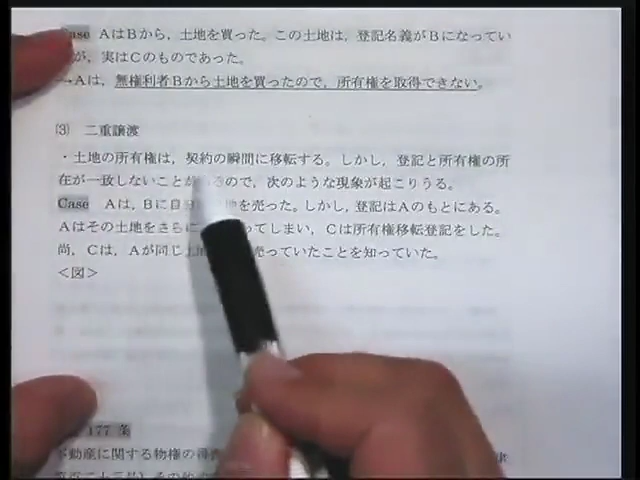 Case AはBから，土地を買った。この土地は，登記名義がBになってい
が，実はCのものであった。
→Aは，無権利者Bから土地を買ったので，所有権を取得できない。
(3) 二重譲渡
・土地の所有権は，契約の瞬間に移転する。しかし，登記と所有権の所
在が一致しないことが あるので，次のような現象が起こりうる。
Case Aは，Bに自分 地を売った。しかし，登記はAのもとにある。
Aはその土地をさらに ってしまい，Cは所有権移転登記をした。
尚，Cは，Aが同じ土 売っていたことを知っていた。
＜図＞
177 条
不動産に関する物権の得